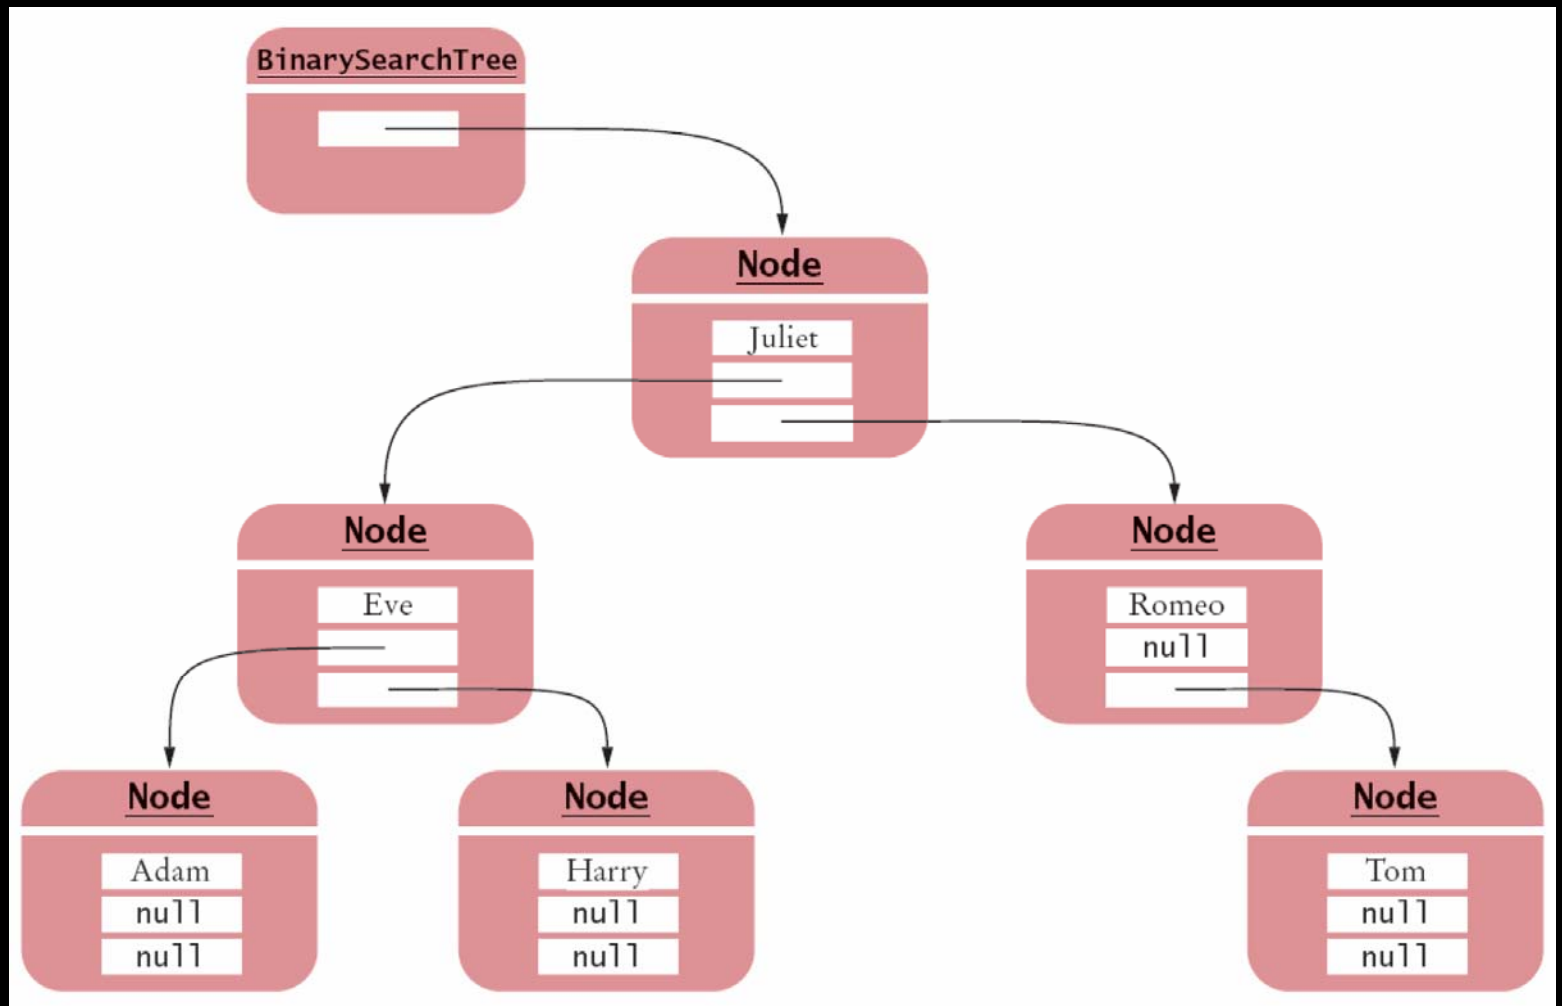 BinarySearchTree
Node
Juliet
Node
Eve
Node
Romeo
null
Node
Adam
null
null
Node
Harry
null
null
Node
Tom
null
null